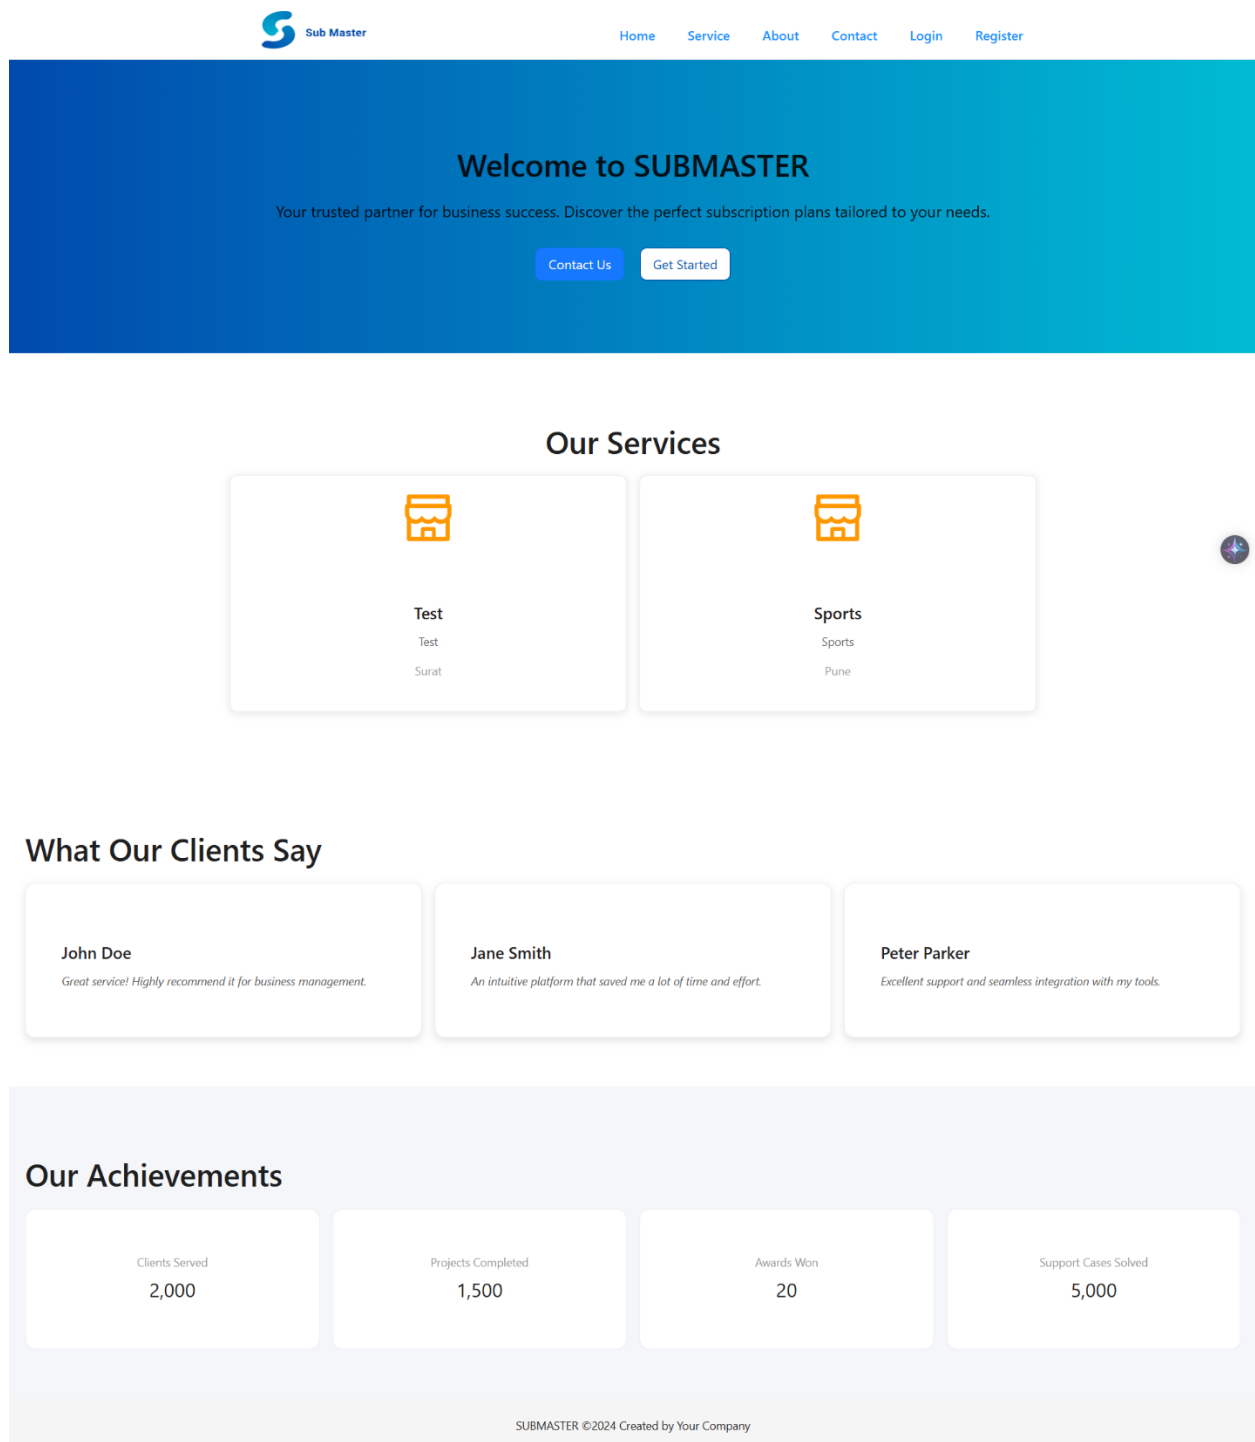 Sub Master
Home Service About Contact Login Register
Welcome to SUBMASTER
Your trusted partner for business success. Discover the perfect subscription plans tailored to your needs.
Contact Us Get Started
Our Services
Test
Test
Surat
Sports
Sports
Pune
What Our Clients Say
John Doe
Great service! Highly recommend it for business management.
Jane Smith
An intuitive platform that saved me a lot of time and effort.
Peter Parker
Excellent support and seamless integration with my tools.
Our Achievements
Clients Served
2,000
Projects Completed
1,500
Awards Won
20
Support Cases Solved
5,000
SUBMASTER ©2024 Created by Your Company